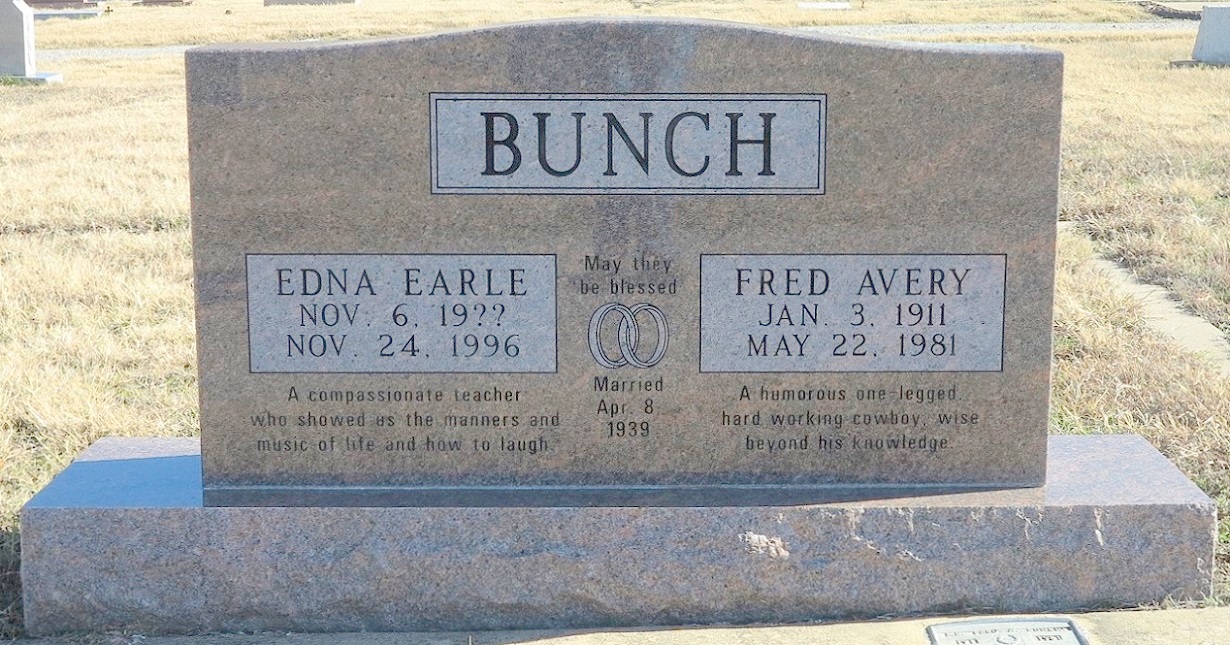 BUNCH
EDNA EARLE
NOV. 6, 19??
NOV. 24, 1996
A compassionate teacher
who showed us the manners and
music of life and how to laugh.
May they
be blessed
Married
Apr. 8,
1939
FRED AVERY
JAN. 3, 1911
MAY 22, 1981
A humorous one-legged,
hard working cowboy, wise
beyond his knowledge.